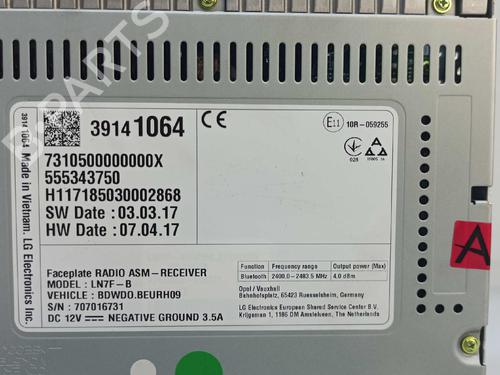 39141064
7310500000000X
555343750
H117185030002868
SW Date : 03.03.17
HW Date : 07.04.17
3914 1064 Made in Vietnam. LG Electronics Inc.
CE
E11 10R-059255
Faceplate RADIO ASM-RECEIVER
MODEL : LN7F-B
VEHICLE : BDWDO.BEURH09
S/N : 707016731
DC 12V NEGATIVE GROUND 3.5A
Function Frequency range Output power (Max)
Bluetooth 2400.0-2483.5 MHz 4.0 dBm
Opel / Vauxhall
Bahnhofsplatz, 65423 Ruesselsheim, Germany
LG Electronics European Shared Service Center B.V.
Krijgsman 1, 1186 DM Amstelveen, The Netherlands
A
PARTS